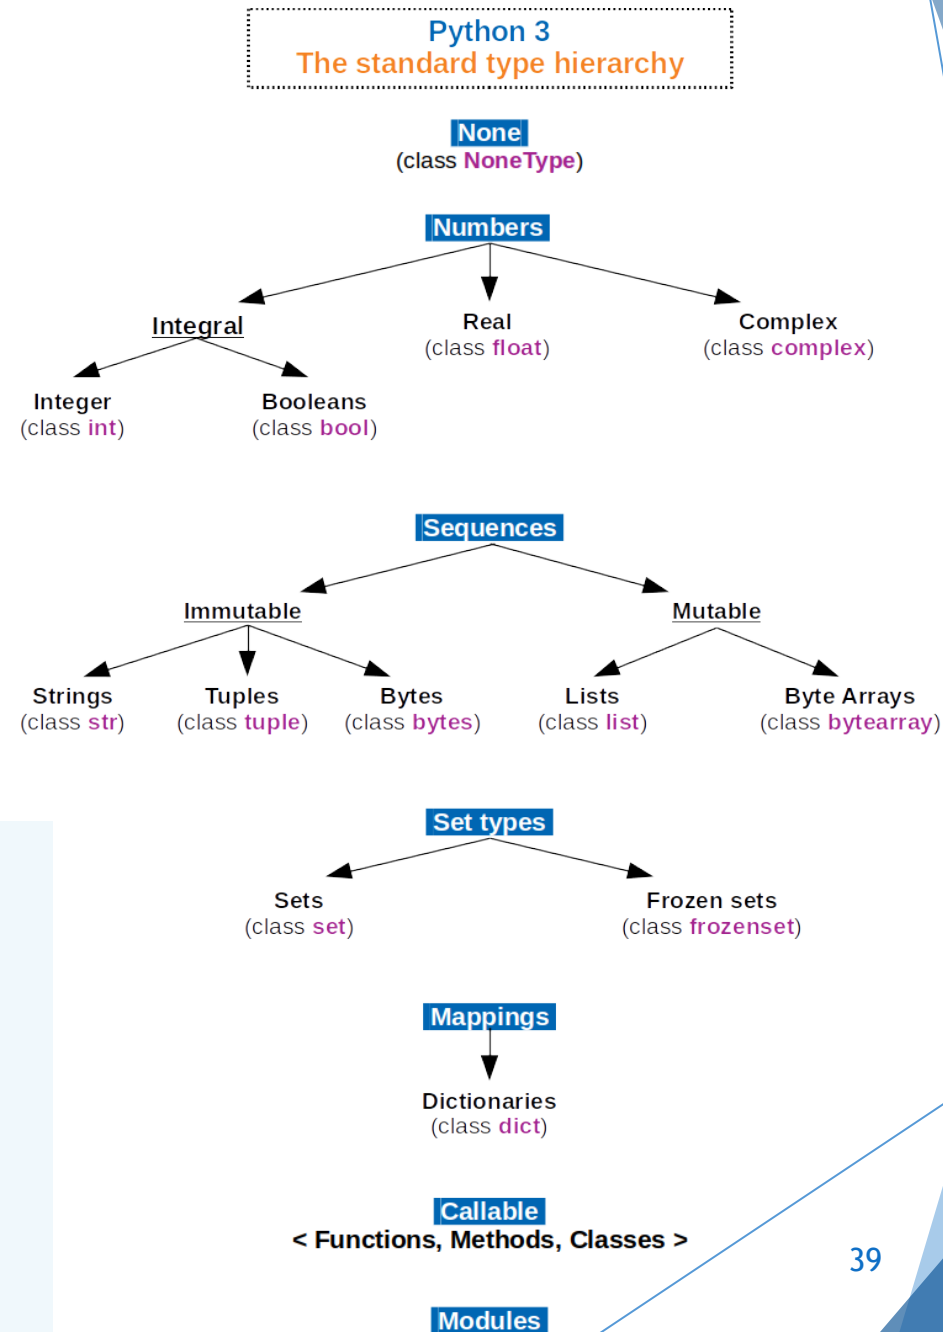 Python 3
The standard type hierarchy
None
(class NoneType)
Numbers
Integral
Real
(class float)
Complex
(class complex)
Integer
(class int)
Booleans
(class bool)
Sequences
Immutable
Mutable
Strings
(class str)
Tuples
(class tuple)
Bytes
(class bytes)
Lists
(class list)
Byte Arrays
(class bytearray)
Set types
Sets
(class set)
Frozen sets
(class frozenset)
Mappings
Dictionaries
(class dict)
Callable
< Functions, Methods, Classes >
39
Modules